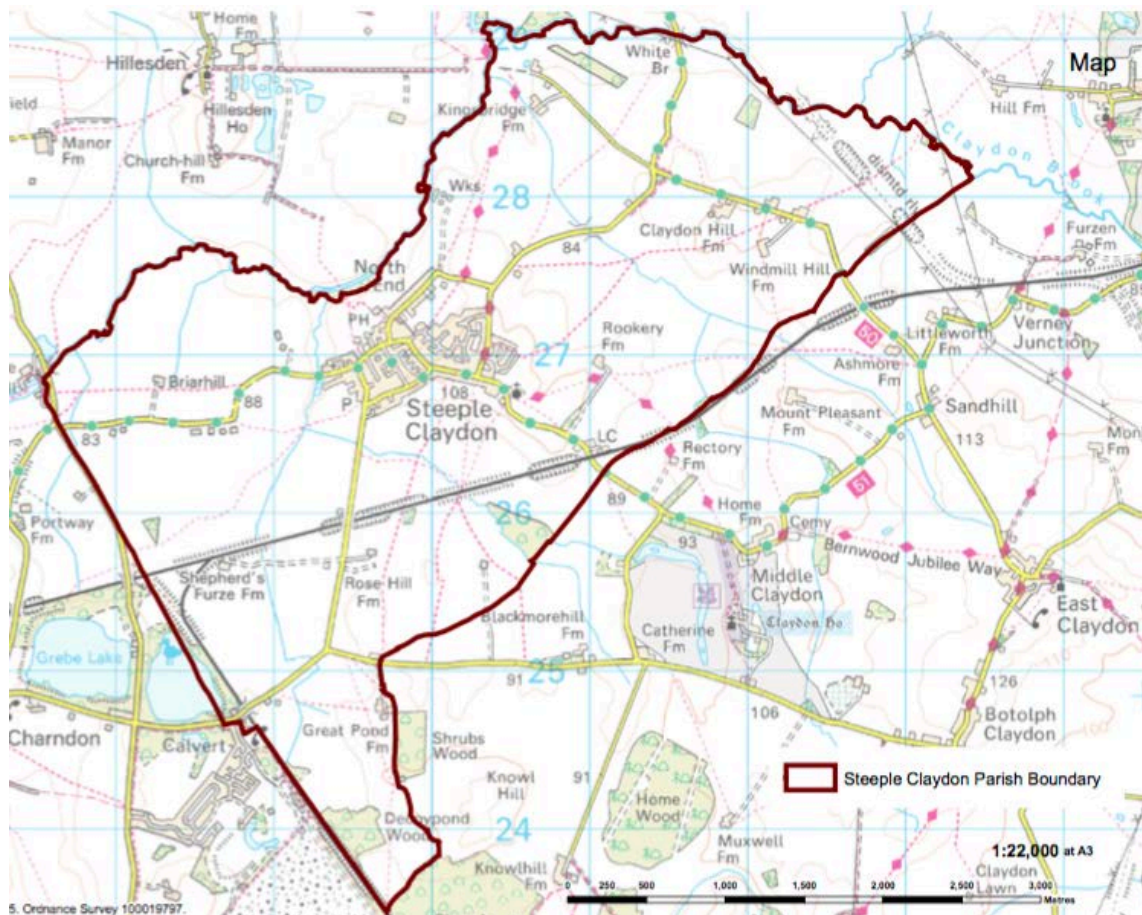 Home
Fm
Hillesden
Hillesden
Ho
Manor
Fm
Church-hill
Fm
White
Br
Map
Hill Fm
Kingsbridge
Fm
Claydon Brook
dismtd rly
Wks
28
Claydon Hill
Fm
Furzen
Fm
84
Windmill Hill
North
End
PH
Rookery
Fm
27
50
Littleworth
Fm
Verney
Junction
Ashmore
Fm
Briarhill
88
108
P
Steeple
Claydon
83
Mount Pleasant
Fm
Sandhill
LC
113
Rectory
Fm
51
89
Portway
Fm
26
Home
Fm
Cemy
93
Bernwood Jubilee Way
Shepherd's
Furze Fm
Rose Hill
Fm
Middle
Claydon
East
Claydon
Blackmorehill
Fm
Claydon Ho
Catherine
Fm
Grebe Lake
91
25
126
106
Botolph
Claydon
Charndon
Calvert
Great Pond
Fm
Shrubs
Wood
Knowl
Hill
91
Steeple Claydon Parish Boundary
Home
Wood
24
Decoypond
Wood
Muxwell
Fm
1:22,000 at A3
Knowlhill
Fm
Claydon
Lawn
0 500 1,000 1,500 2,000 2,500 3,000
Metres
5. Ordnance Survey 100019797.